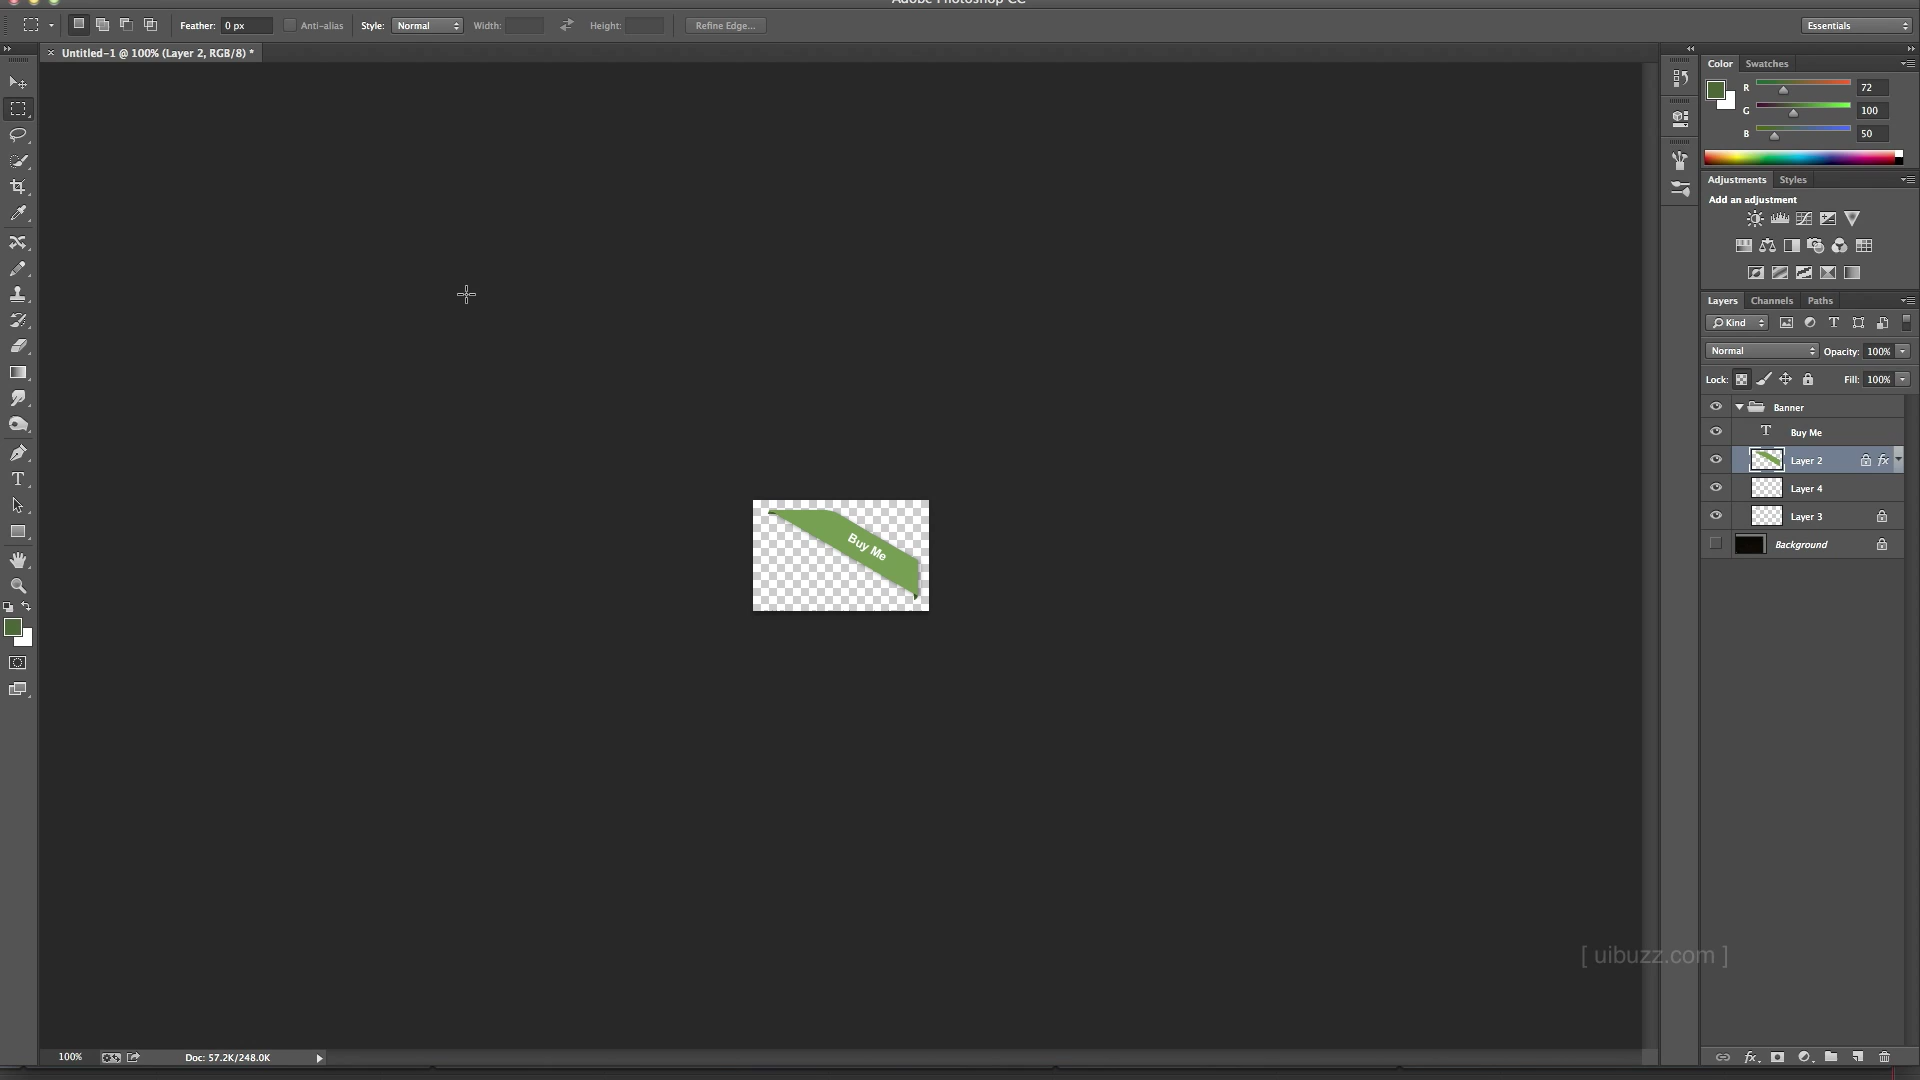 Adobe Photoshop CC
Feather: 0 px Anti-alias Style: Normal Width: Height: Refine Edge... Essentials
Untitled-1 @ 100% (Layer 2, RGB/8) *
Color Swatches
R 72
G 100
B 50
Adjustments Styles
Add an adjustment
Layers Channels Paths
Kind
Normal Opacity: 100%
Lock: Fill: 100%
Banner
Buy Me
Layer 2
Layer 4
Layer 3
Background
Buy Me
[ uibuzz.com ]
100% Doc: 57.2K/248.0K